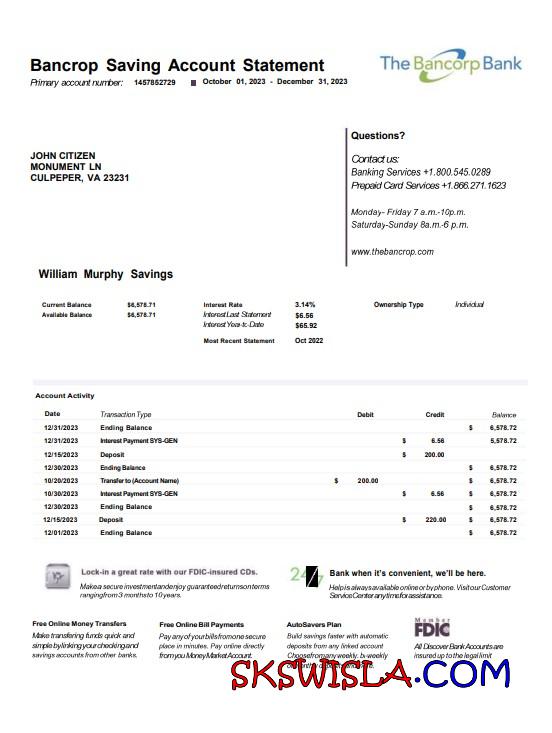 Bancrop Saving Account Statement
Primary account number: 1457852729 ■ October 01, 2023 - December 31, 2023
The Bancorp Bank
JOHN CITIZEN
MONUMENT LN
CULPEPER, VA 23231
Questions?
Contact us:
Banking Services +1.800.545.0289
Prepaid Card Services +1.866.271.1623
Monday- Friday 7 a.m.-10p.m.
Saturday-Sunday 8a.m.-6 p.m.
www.thebancrop.com
William Murphy Savings
Current Balance $6,578.71 Interest Rate 3.14% Ownership Type Individual
Available Balance $6,578.71 Interest Last Statement $6.56
Interest Year-tc-Date $65.92
Most Recent Statement Oct 2022
Account Activity
Date Transaction Type Debit Credit Balance
12/31/2023 Ending Balance $ 6,578.72
12/31/2023 Interest Payment SYS-GEN $ 6.56 5,578.72
12/15/2023 Deposit $ 200.00
12/30/2023 Ending Balance $ 6,578.72
10/20/2023 Transfer to (Account Name) $ 200.00 $ 6,578.72
10/30/2023 Interest Payment SYS-GEN $ 6.56 $ 6,578.72
12/30/2023 Ending Balance $ 6,578.72
12/15/2023 Deposit $ 220.00 $ 6,578.72
12/01/2023 Ending Balance $ 6,578.72
Lock-in a great rate with our FDIC-insured CDs.
Make a secure investment and enjoy guaranteed returns on terms
ranging from 3 months to 10 years.
24/7
Bank when it's convenient, we'll be here.
Help is always available online or by phone. Visit our Customer
Service Center anytime for assistance.
Free Online Money Transfers
Make transferring funds quick and
simple by linking your checking and
savings accounts from other banks.
Free Online Bill Payments
Pay any of your bills from one secure
place in minutes. Pay online directly
from you Money Market Account.
AutoSavers Plan
Build savings faster with automatic
deposits from any linked account
Choose from any weekly. bi-weekly
Member
FDIC
All Discover Bank Accounts are
insured up to the legal limit
SKSWISLA.COM